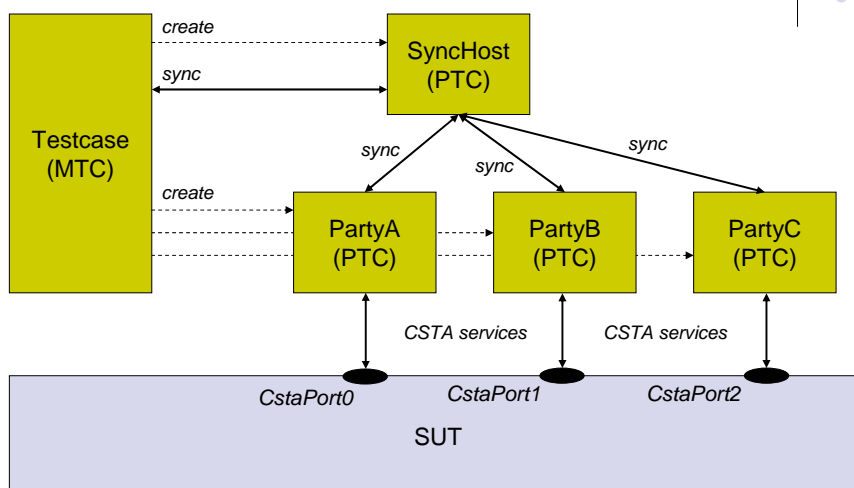 create
SyncHost
(PTC)
sync
Testcase
(MTC)
sync
sync
sync
create
PartyA
(PTC)
PartyB
(PTC)
PartyC
(PTC)
CSTA services
CSTA services
CstaPort0
CstaPort1
CstaPort2
SUT